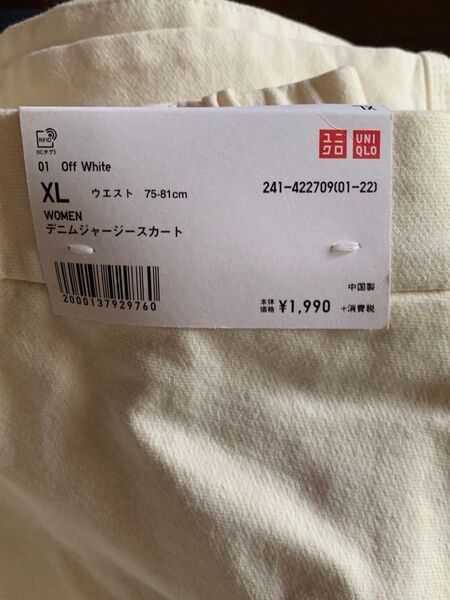 XL
RFID
(ICタグ)
ユニクロ
UNIQLO
01 Off White
XL ウエスト 75-81cm
241-422709(01-22)
WOMEN
デニムジャージースカート
2000137929760
中国製
本体価格 ¥1,990 +消費税